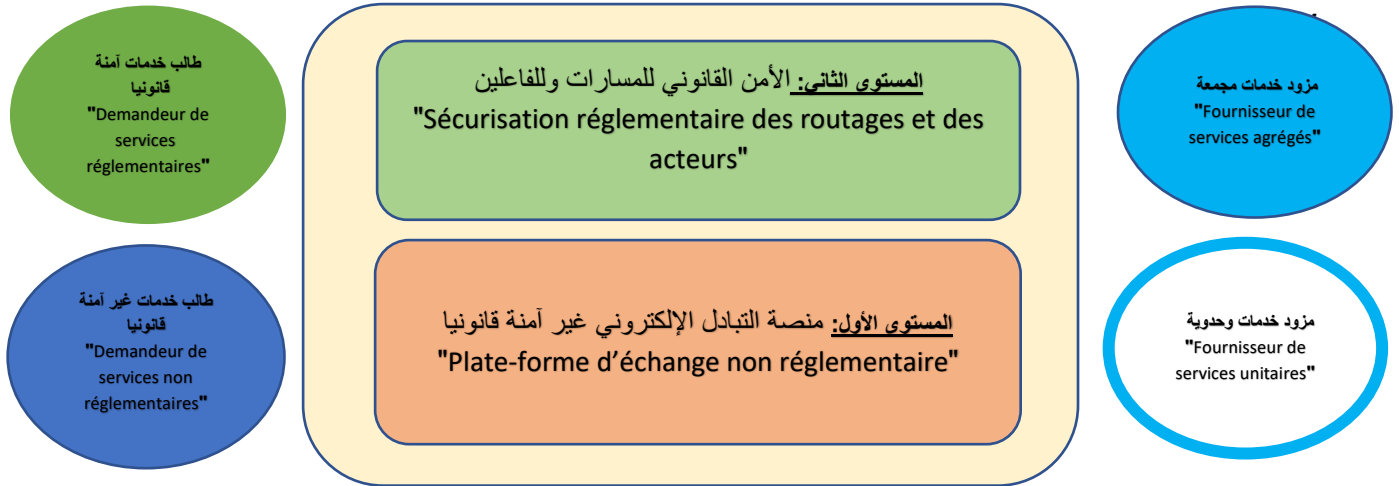 طالب خدمات آمنة
قانونيا
"Demandeur de
services
réglementaires"
المستوى الثاني: الأمن القانوني للمسارات وللفاعلين
"Sécurisation réglementaire des routages et des
acteurs"
مزود خدمات مجمعة
"Fournisseur de
services agrégés"
طالب خدمات غير آمنة
قانونيا
"Demandeur de
services non
réglementaires"
المستوى الأول: منصة التبادل الإلكتروني غير آمنة قانونيا
"Plate-forme d’échange non réglementaire"
مزود خدمات وحدوية
"Fournisseur de
services unitaires"